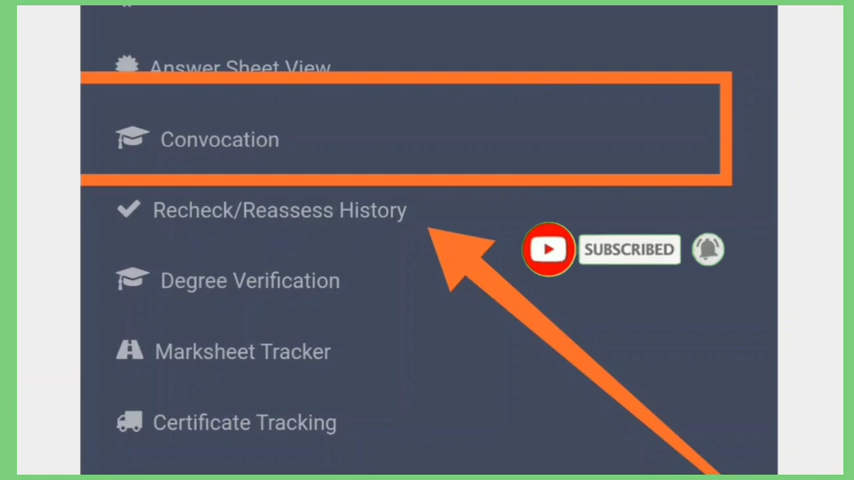 Answer Sheet View
Convocation
Recheck/Reassess History
SUBSCRIBED
Degree Verification
Marksheet Tracker
Certificate Tracking